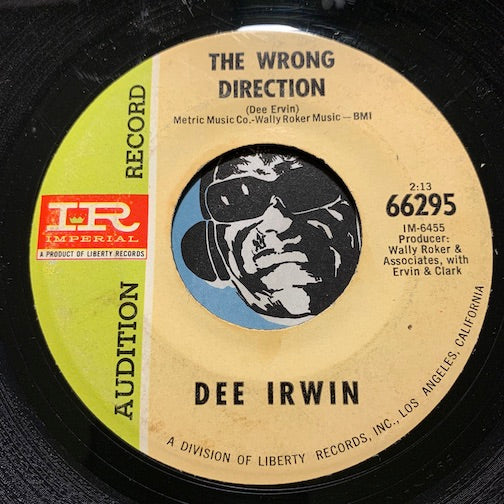 THE WRONG
DIRECTION
(Dee Ervin)
Metric Music Co.-Wally Roker Music — BMI
AUDITION RECORD
IR
IMPERIAL
A PRODUCT OF LIBERTY RECORDS
2:13
66295
IM-6455
Producer:
Wally Roker &
Associates, with
Ervin & Clark
DEE IRWIN
A DIVISION OF LIBERTY RECORDS, INC., LOS ANGELES, CALIFORNIA